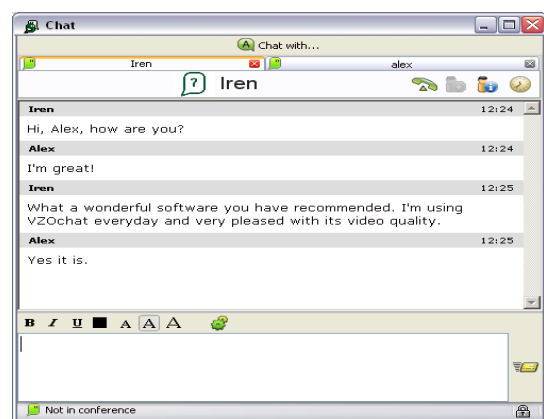 Chat
Chat with...
Iren alex
Iren
Iren 12:24
Hi, Alex, how are you?
Alex 12:24
I'm great!
Iren 12:25
What a wonderful software you have recommended. I'm using
VZOchat everyday and very pleased with its video quality.
Alex 12:25
Yes it is.
B I U A A A
Not in conference